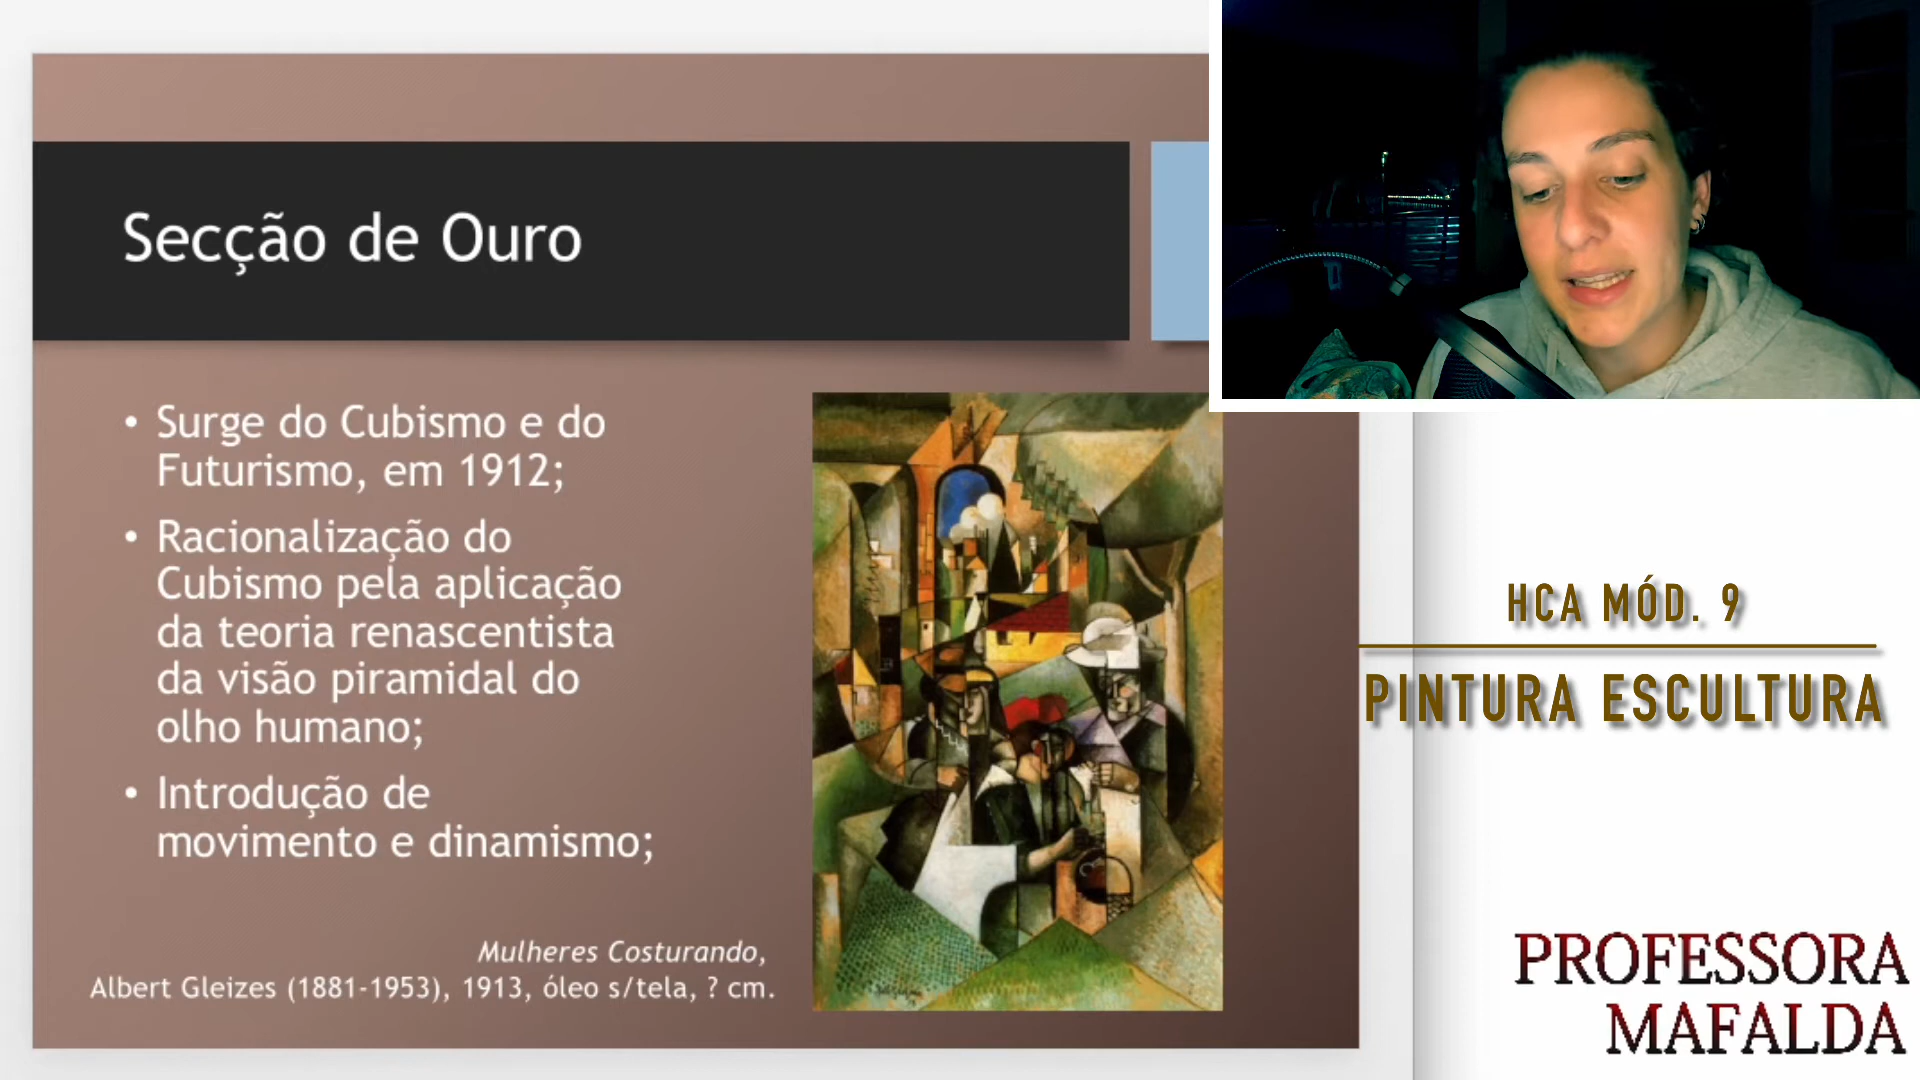 Secção de Ouro
• Surge do Cubismo e do
Futurismo, em 1912;
• Racionalização do
Cubismo pela aplicação
da teoria renascentista
da visão piramidal do
olho humano;
• Introdução de
movimento e dinamismo;
Mulheres Costurando,
Albert Gleizes (1881-1953), 1913, óleo s/tela, ? cm.
HCA MÓD. 9
PINTURA ESCULTURA
PROFESSORA
MAFALDA